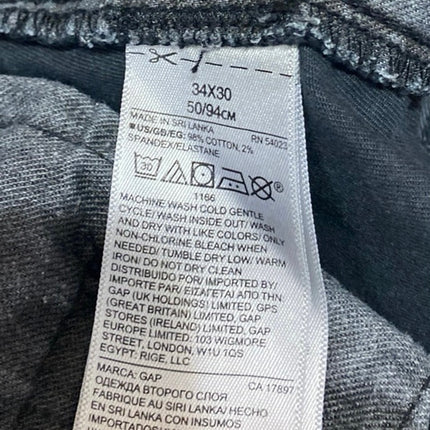 34X30
50/94CM
MADE IN SRI LANKA RN 54023
■US/GB/EG: 98% COTTON, 2%
SPANDEX/ELASTANE
30
1166
MACHINE WASH COLD GENTLE
CYCLE/ WASH INSIDE OUT/ WASH
AND DRY WITH LIKE COLORS/ ONLY
NON-CHLORINE BLEACH WHEN
NEEDED/ TUMBLE DRY LOW/ WARM
IRON/ DO NOT DRY CLEAN
DISTRIBUIDO POR/ IMPORTED BY/
IMPORTE PAR/ ΕΙΣΑΓΕΤΑΙ ΑΠΟ ΤΗΝ:
GAP (UK HOLDINGS) LIMITED, GPS
(GREAT BRITAIN) LIMITED, GAP
STORES (IRELAND) LIMITED, GAP
EUROPE LIMITED: 103 WIGMORE
STREET, LONDON, W1U 1QS
EGYPT: RIGE, LLC
MARCA: GAP CA 17897
ОДЕЖДА ВТОРОГО СЛОЯ
FABRIQUE AU SRI LANKA/ HECHO
EN SRI LANKA/